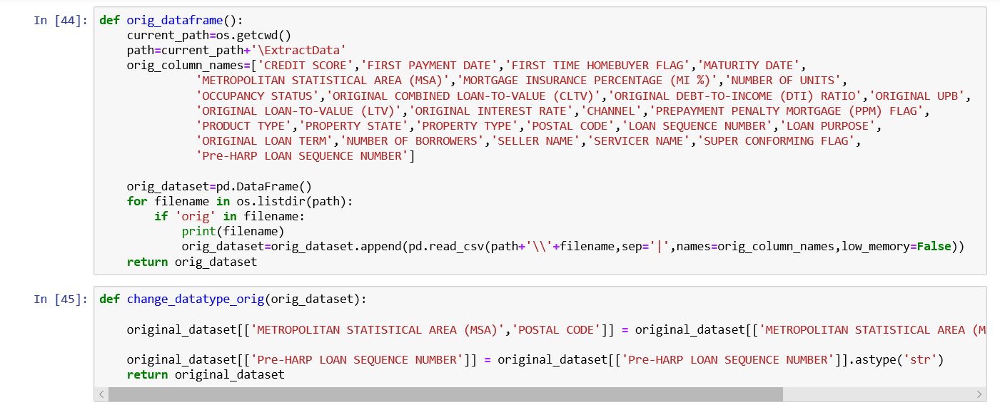 In [44]: def orig_dataframe():
    current_path=os.getcwd()
    path=current_path+'\ExtractData'
    orig_column_names=['CREDIT SCORE','FIRST PAYMENT DATE','FIRST TIME HOMEBUYER FLAG','MATURITY DATE',
              'METROPOLITAN STATISTICAL AREA (MSA)','MORTGAGE INSURANCE PERCENTAGE (MI %)','NUMBER OF UNITS',
              'OCCUPANCY STATUS','ORIGINAL COMBINED LOAN-TO-VALUE (CLTV)','ORIGINAL DEBT-TO-INCOME (DTI) RATIO','ORIGINAL UPB',
              'ORIGINAL LOAN-TO-VALUE (LTV)','ORIGINAL INTEREST RATE','CHANNEL','PREPAYMENT PENALTY MORTGAGE (PPM) FLAG',
              'PRODUCT TYPE','PROPERTY STATE','PROPERTY TYPE','POSTAL CODE','LOAN SEQUENCE NUMBER','LOAN PURPOSE',
              'ORIGINAL LOAN TERM','NUMBER OF BORROWERS','SELLER NAME','SERVICER NAME','SUPER CONFORMING FLAG',
              'Pre-HARP LOAN SEQUENCE NUMBER']
    orig_dataset=pd.DataFrame()
    for filename in os.listdir(path):
        if 'orig' in filename:
            print(filename)
            orig_dataset=orig_dataset.append(pd.read_csv(path+'\\'+filename,sep='|',names=orig_column_names,low_memory=False))
    return orig_dataset
In [45]: def change_datatype_orig(orig_dataset):
    original_dataset[['METROPOLITAN STATISTICAL AREA (MSA)','POSTAL CODE']] = original_dataset[['METROPOLITAN STATISTICAL AREA (M
    original_dataset[['Pre-HARP LOAN SEQUENCE NUMBER']] = original_dataset[['Pre-HARP LOAN SEQUENCE NUMBER']].astype('str')
    return original_dataset